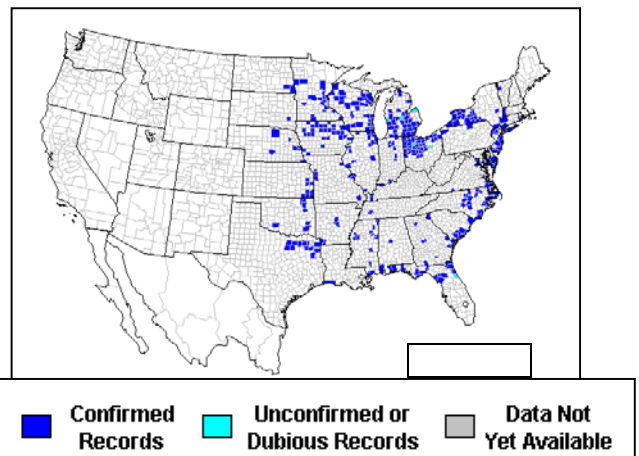 Confirmed
Records
Unconfirmed or
Dubious Records
Data Not
Yet Available